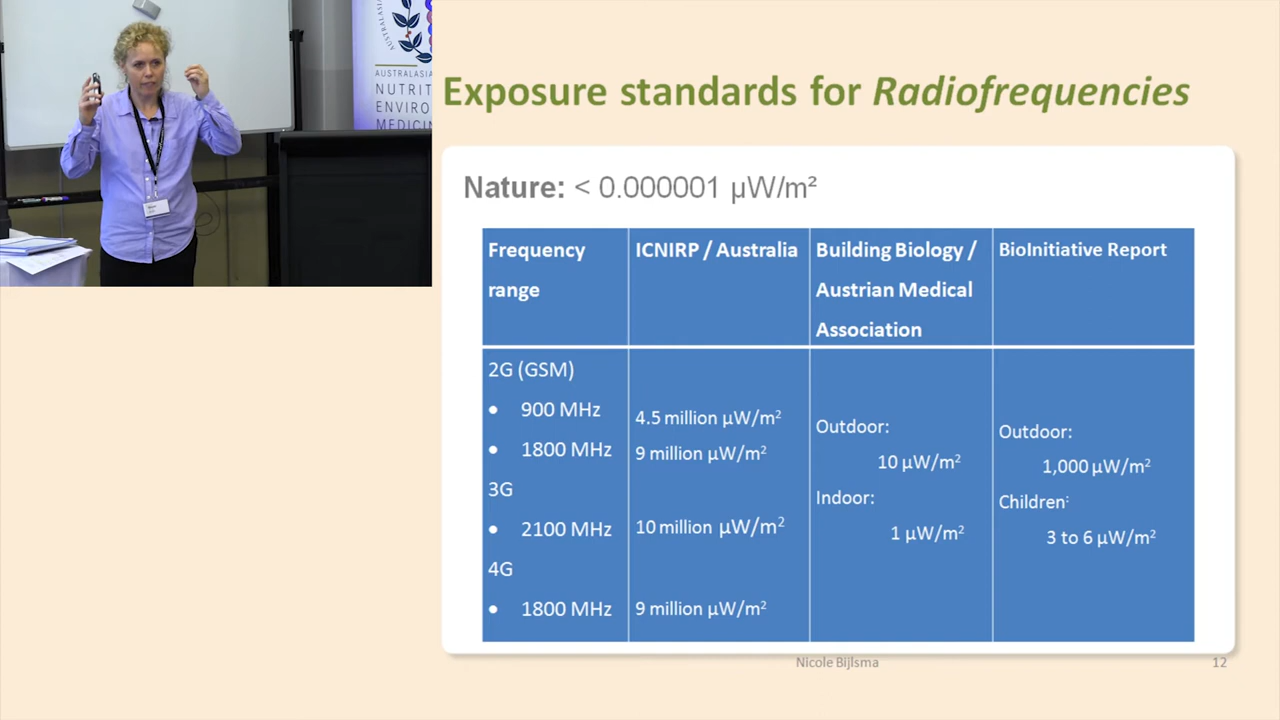 AUSTRALASIA
AUSTRALASIA
NUTRIT
ENVIRO
MEDICIN
Exposure standards for Radiofrequencies
Nature: < 0.000001 µW/m²
Frequency range
ICNIRP / Australia
Building Biology /
Austrian Medical
Association
BioInitiative Report
2G (GSM)
• 900 MHz
• 1800 MHz
3G
• 2100 MHz
4G
• 1800 MHz
4.5 million µW/m²
9 million µW/m²
10 million µW/m²
9 million µW/m²
Outdoor:
10 µW/m²
Indoor:
1 µW/m²
Outdoor:
1,000 µW/m²
Children:
3 to 6 µW/m²
Nicole Bijlsma
12